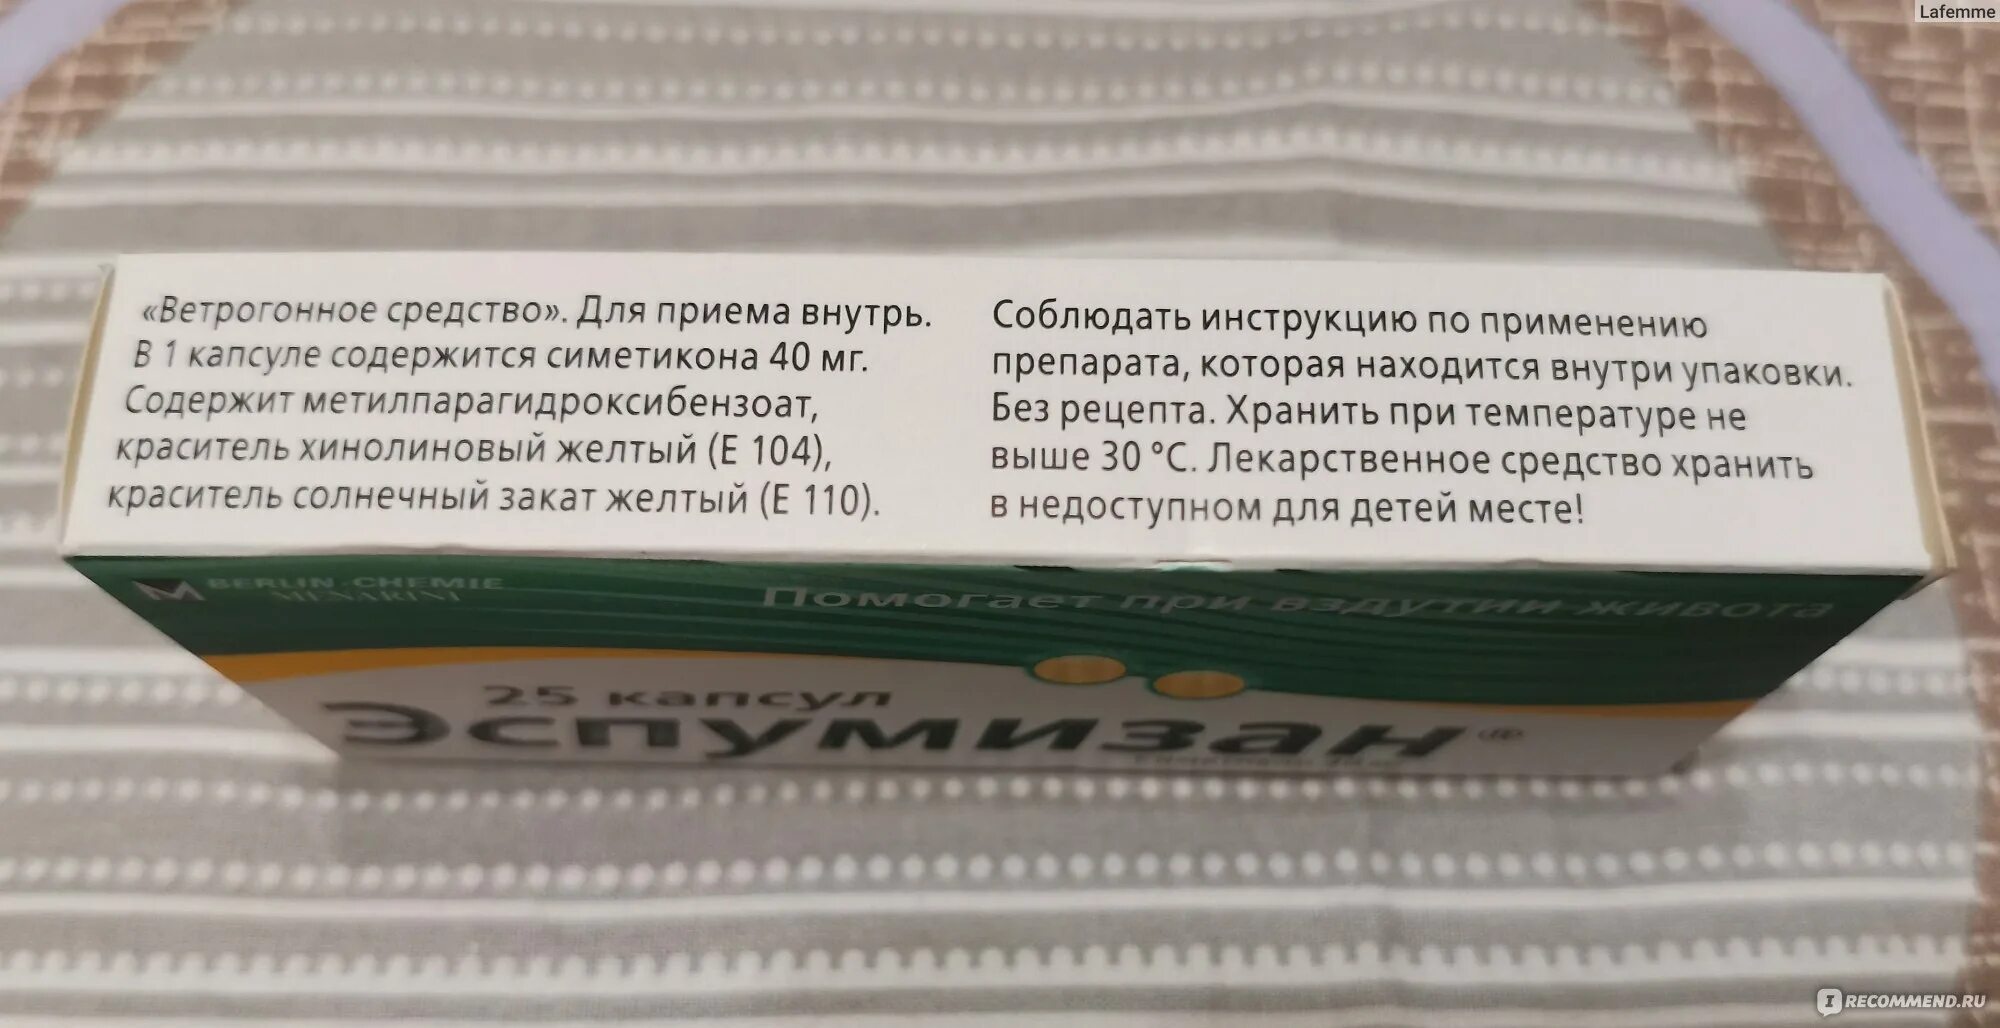 Lafemme
«Ветрогонное средство». Для приема внутрь.
В 1 капсуле содержится симетикона 40 мг.
Содержит метилпарагидроксибензоат,
краситель хинолиновый желтый (Е 104),
краситель солнечный закат желтый (Е 110).
Соблюдать инструкцию по применению
препарата, которая находится внутри упаковки.
Без рецепта. Хранить при температуре не
выше 30 °С. Лекарственное средство хранить
в недоступном для детей месте!
BERLIN-CHEMIE
MENARINI
Помогает при вздутии живота
25 капсул
Эспумизан®
IRECOMMEND.RU